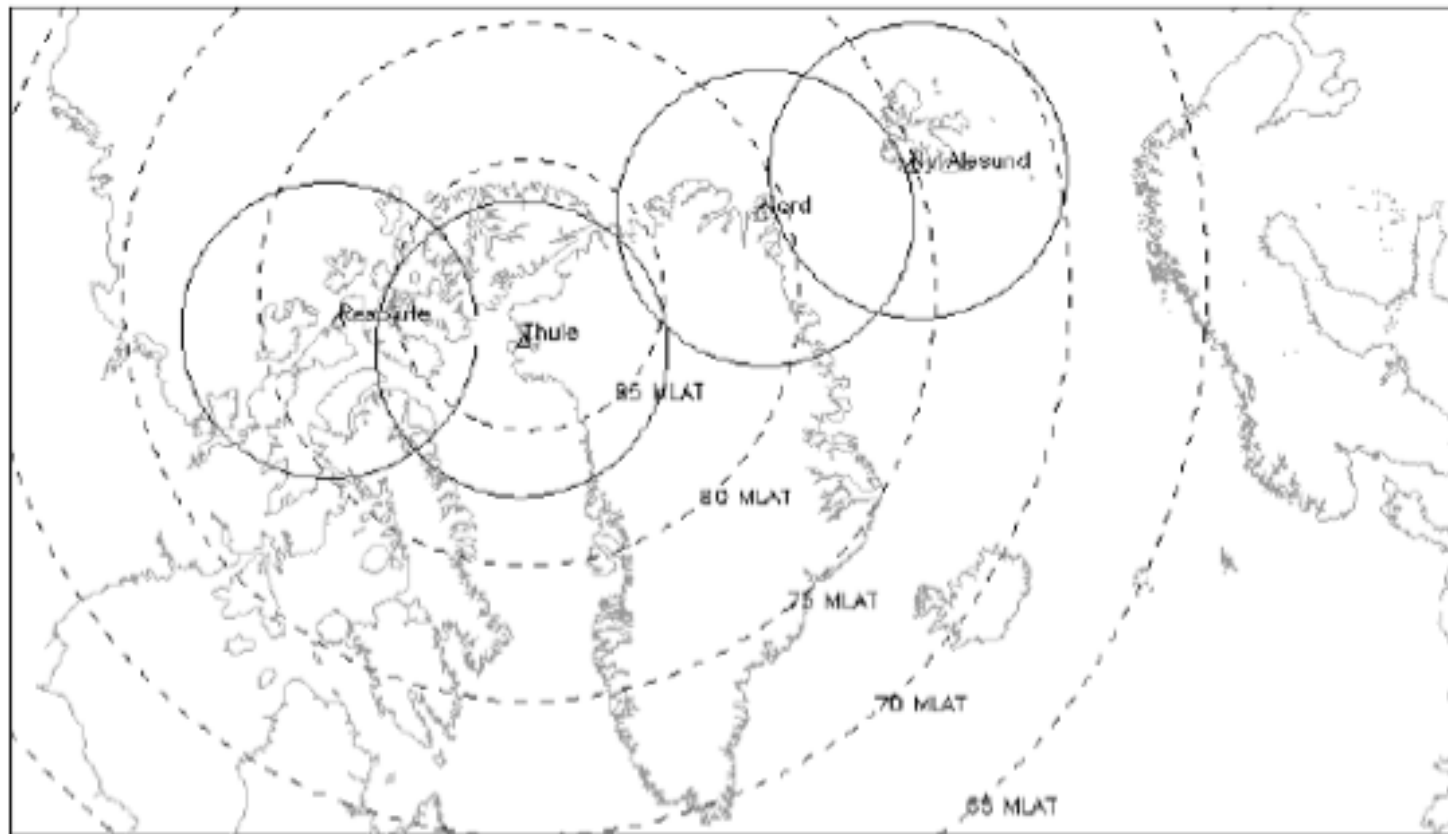 Ny Alesund
Nord
Resolute
Thule
85 MLAT
80 MLAT
75 MLAT
70 MLAT
65 MLAT